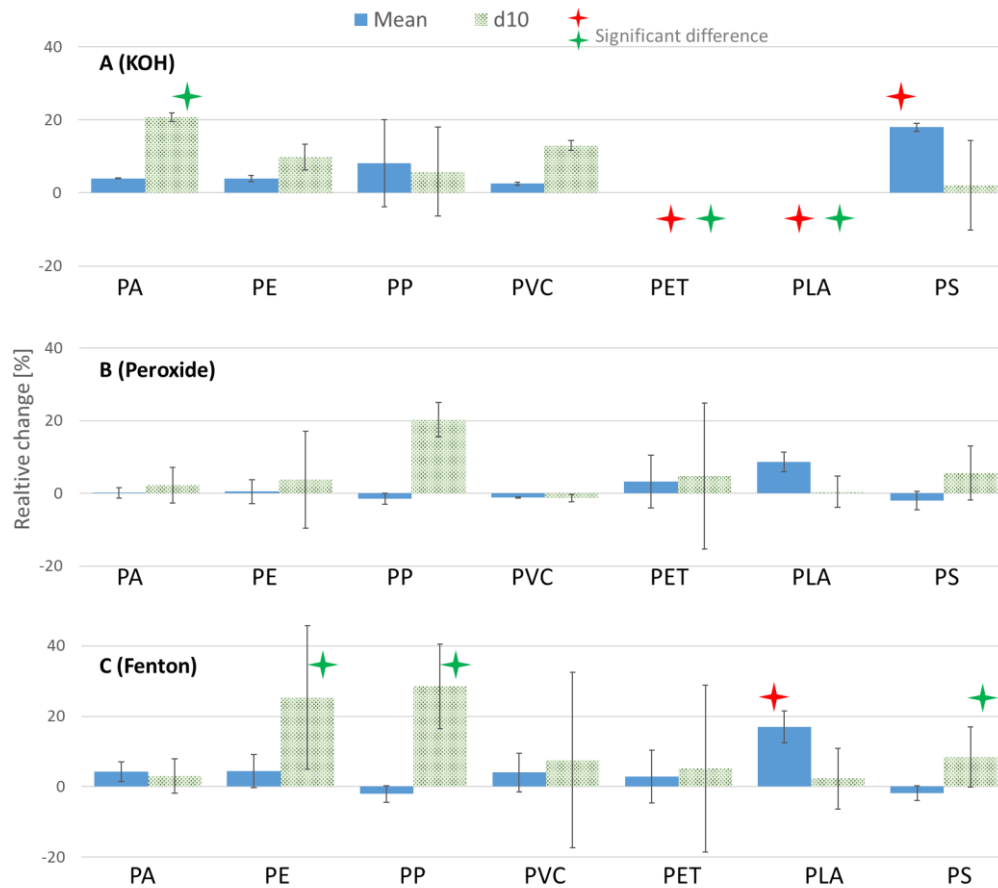 Mean d10 Significant difference
40
A (KOH)
20
0
-20
PA PE PP PVC PET PLA PS
Realtive change [%]
40
B (Peroxide)
20
0
-20
PA PE PP PVC PET PLA PS
40
C (Fenton)
20
0
-20
PA PE PP PVC PET PLA PS